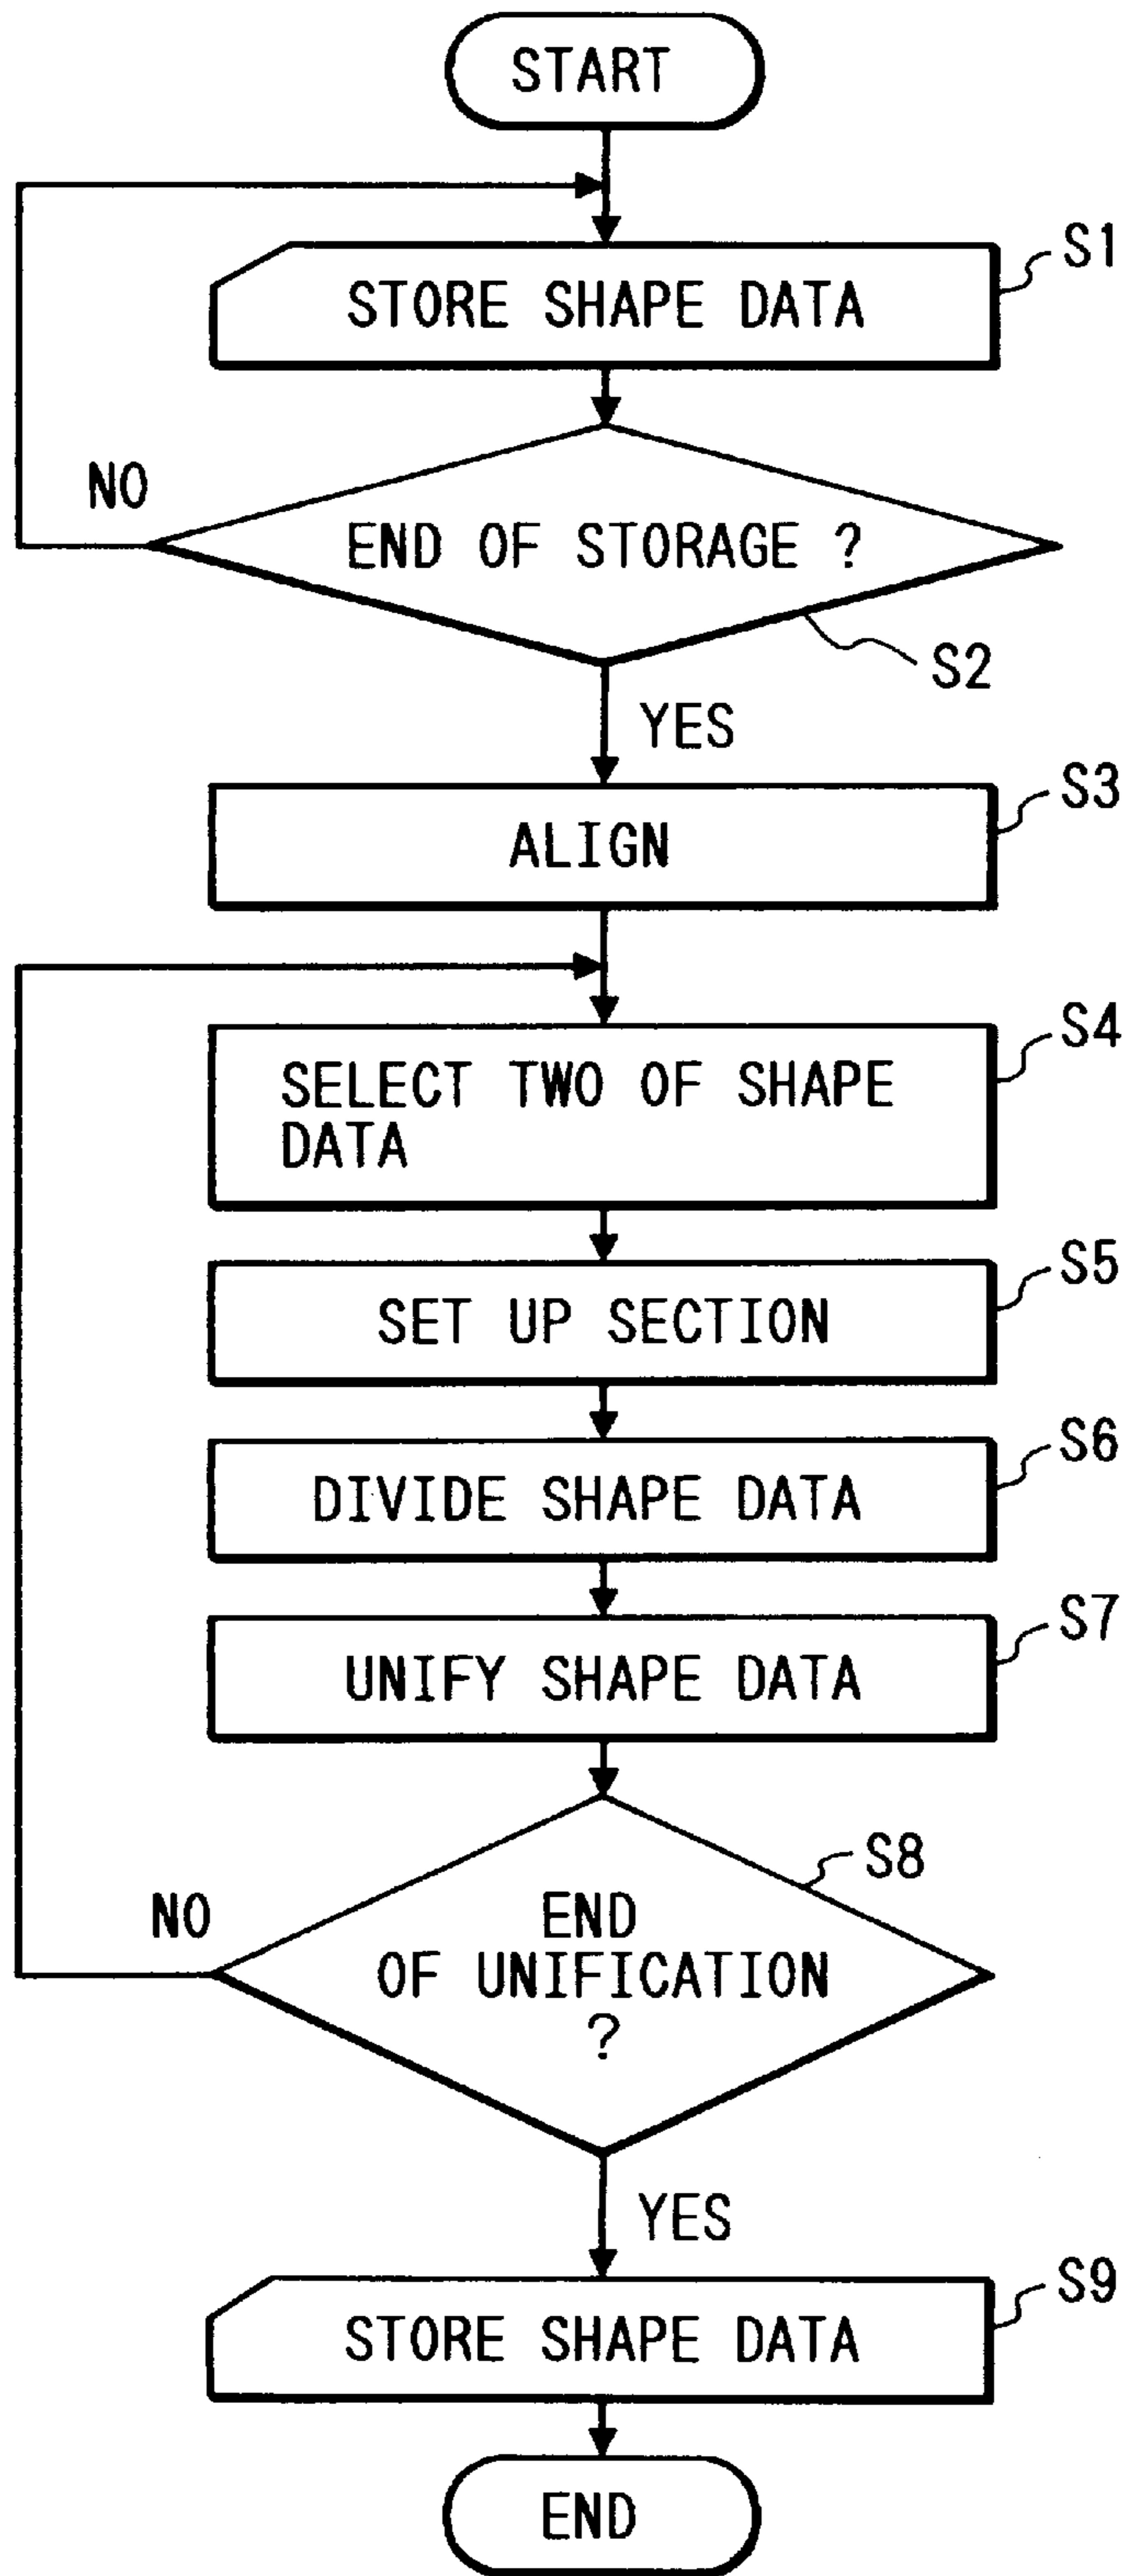 START
S1
STORE SHAPE DATA
NO
END OF STORAGE ?
S2
YES
S3
ALIGN
S4
SELECT TWO OF SHAPE
DATA
S5
SET UP SECTION
S6
DIVIDE SHAPE DATA
S7
UNIFY SHAPE DATA
S8
NO
END
OF UNIFICATION
?
YES
S9
STORE SHAPE DATA
END